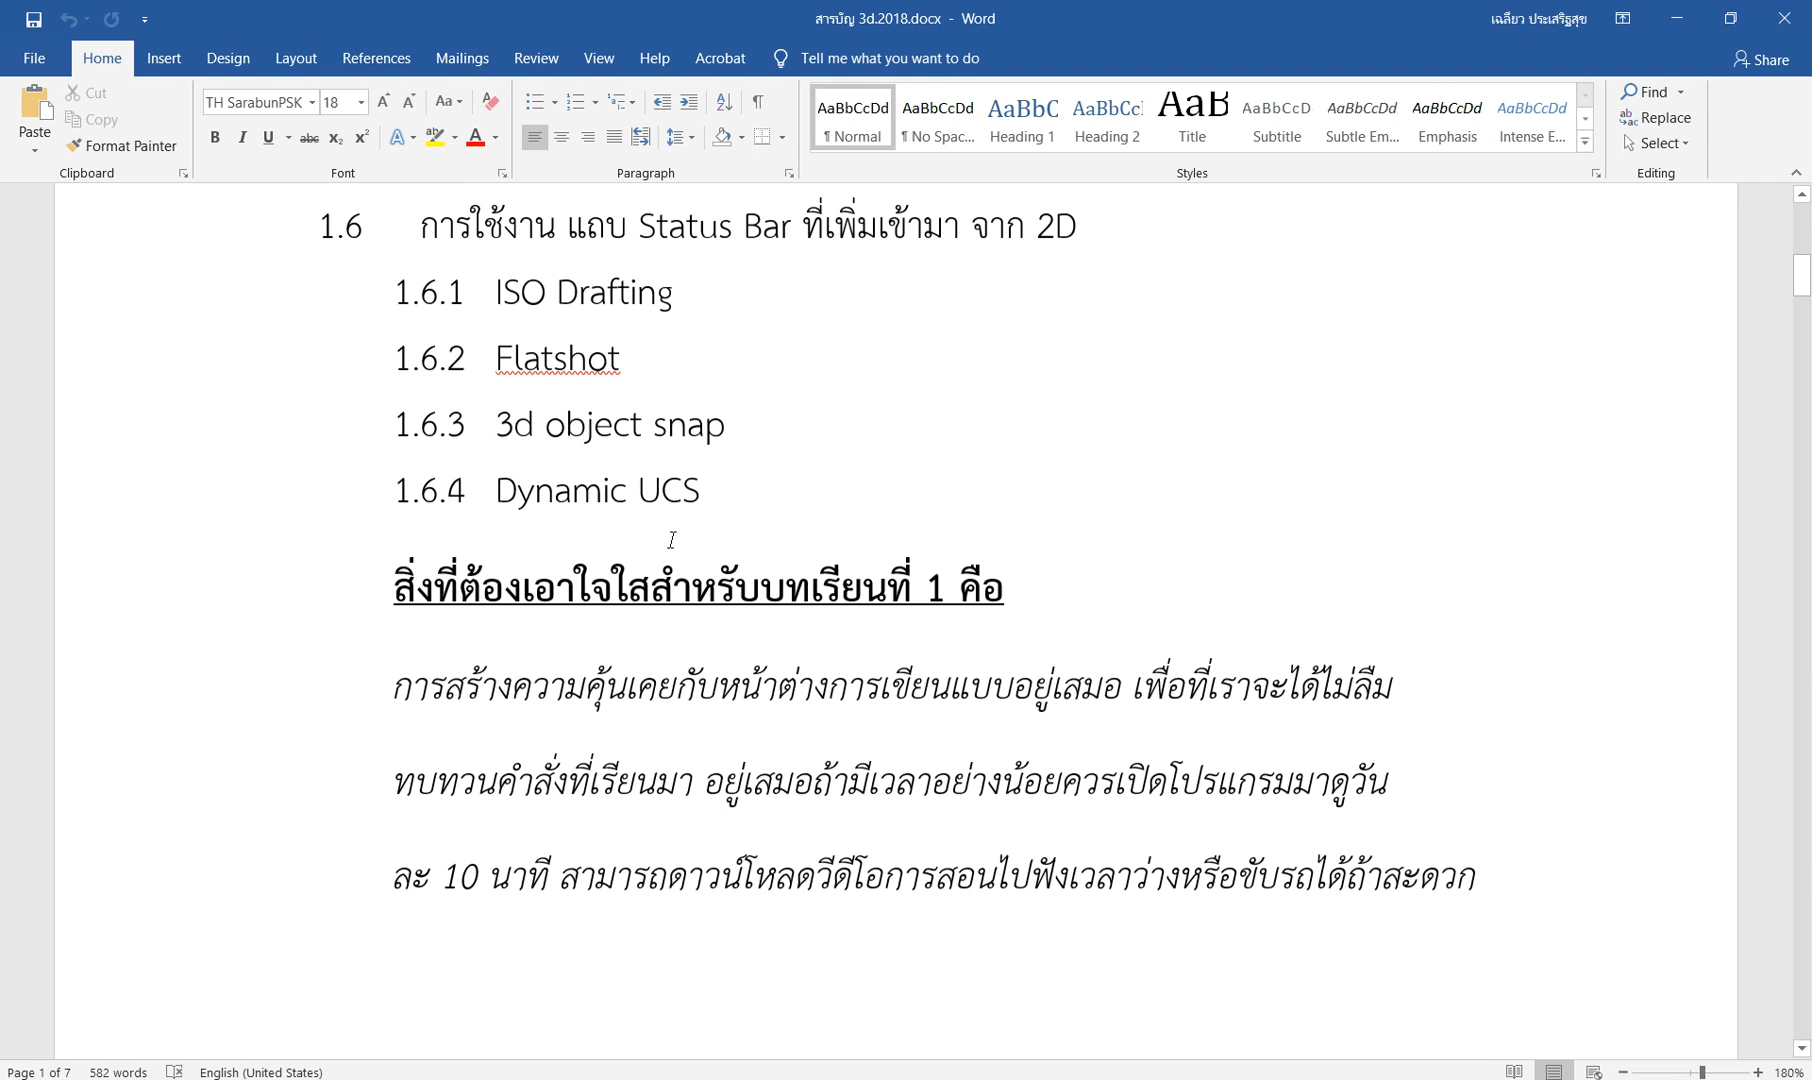 สารบัญ 3d.2018.docx - Word
เฉลียว ประเสริฐสุข
File Home Insert Design Layout References Mailings Review View Help Acrobat Tell me what you want to do Share
Paste
Cut
Copy
Format Painter
Clipboard
TH SarabunPSK 18 Aa
B I U abc X₂ X² A A
Font
Paragraph
AaBbCcDd AaBbCcDd AaBbC AaBbCc AaB AaBbCcD AaBbCcDd AaBbCcDd AaBbCcDd
¶ Normal ¶ No Spac... Heading 1 Heading 2 Title Subtitle Subtle Em... Emphasis Intense E...
Styles
Find
Replace
Select
Editing
1.6 การใช้งาน แถบ Status Bar ที่เพิ่มเข้ามา จาก 2D
1.6.1 ISO Drafting
1.6.2 Flatshot
1.6.3 3d object snap
1.6.4 Dynamic UCS
สิ่งที่ต้องเอาใจใสสำหรับบทเรียนที่ 1 คือ
การสร้างความคุ้นเคยกับหน้าต่างการเขียนแบบอยู่เสมอ เพื่อที่เราจะได้ไม่ลืม
ทบทวนคำสั่งที่เรียนมา อยู่เสมอถ้ามีเวลาอย่างน้อยควรเปิดโปรแกรมมาดูวัน
ละ 10 นาที สามารถดาวน์โหลดวีดีโอการสอนไปฟังเวลาว่างหรือขับรถได้ถ้าสะดวก
Page 1 of 7 582 words English (United States) 180%